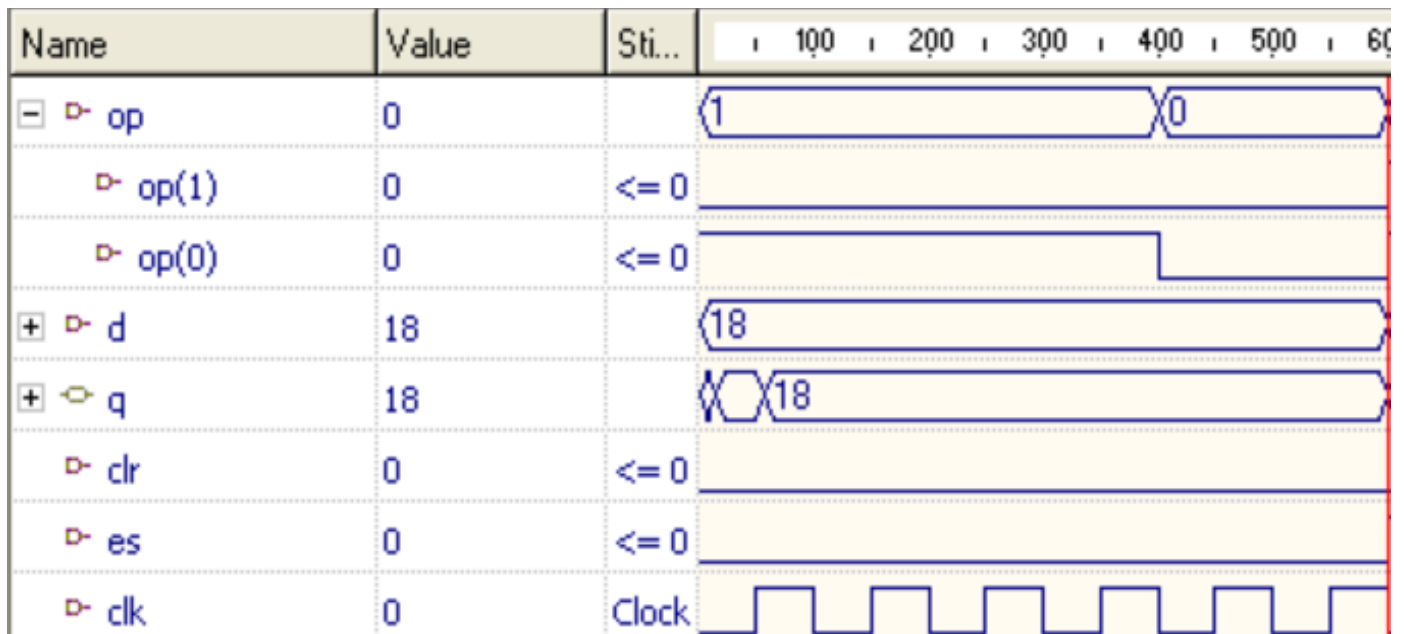 Name Value Sti... 100 200 300 400 500 60
op 0 1 0
op(1) 0 <= 0
op(0) 0 <= 0
d 18 18
q 18 18
clr 0 <= 0
es 0 <= 0
clk 0 Clock